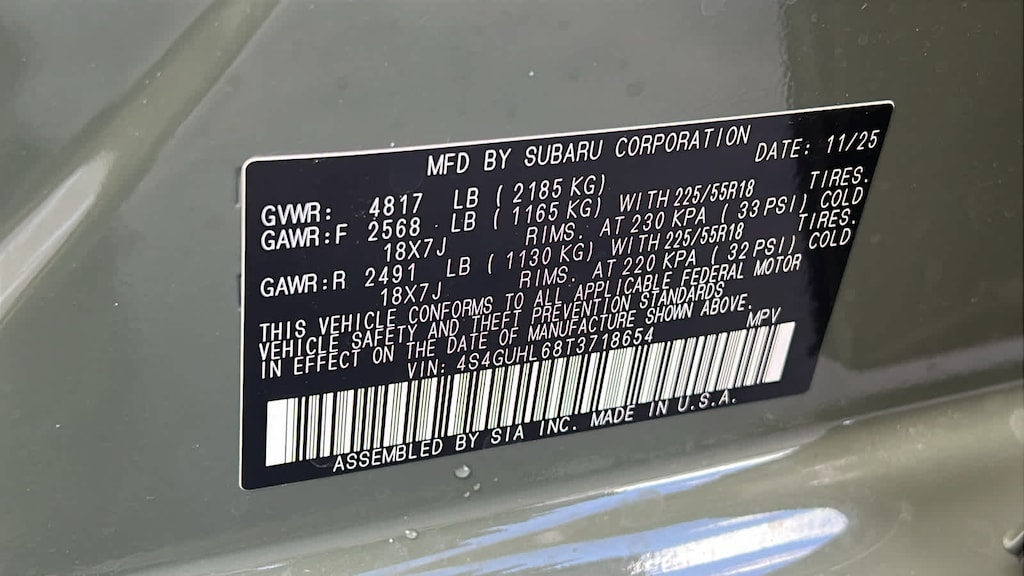 MFD BY SUBARU CORPORATION DATE: 11/25
GVWR: 4817 LB ( 2185 KG)
GAWR:F 2568 LB ( 1165 KG) WITH 225/55R18 TIRES.
18X7J RIMS. AT 230 KPA ( 33 PSI) COLD
GAWR:R 2491 LB ( 1130 KG) WITH 225/55R18 TIRES.
18X7J RIMS. AT 220 KPA ( 32 PSI) COLD
THIS VEHICLE CONFORMS TO ALL APPLICABLE FEDERAL MOTOR
VEHICLE SAFETY AND THEFT PREVENTION STANDARDS
IN EFFECT ON THE DATE OF MANUFACTURE SHOWN ABOVE.
VIN: 4S4GUHL68T3718654 MPV
ASSEMBLED BY SIA INC. MADE IN U.S.A.